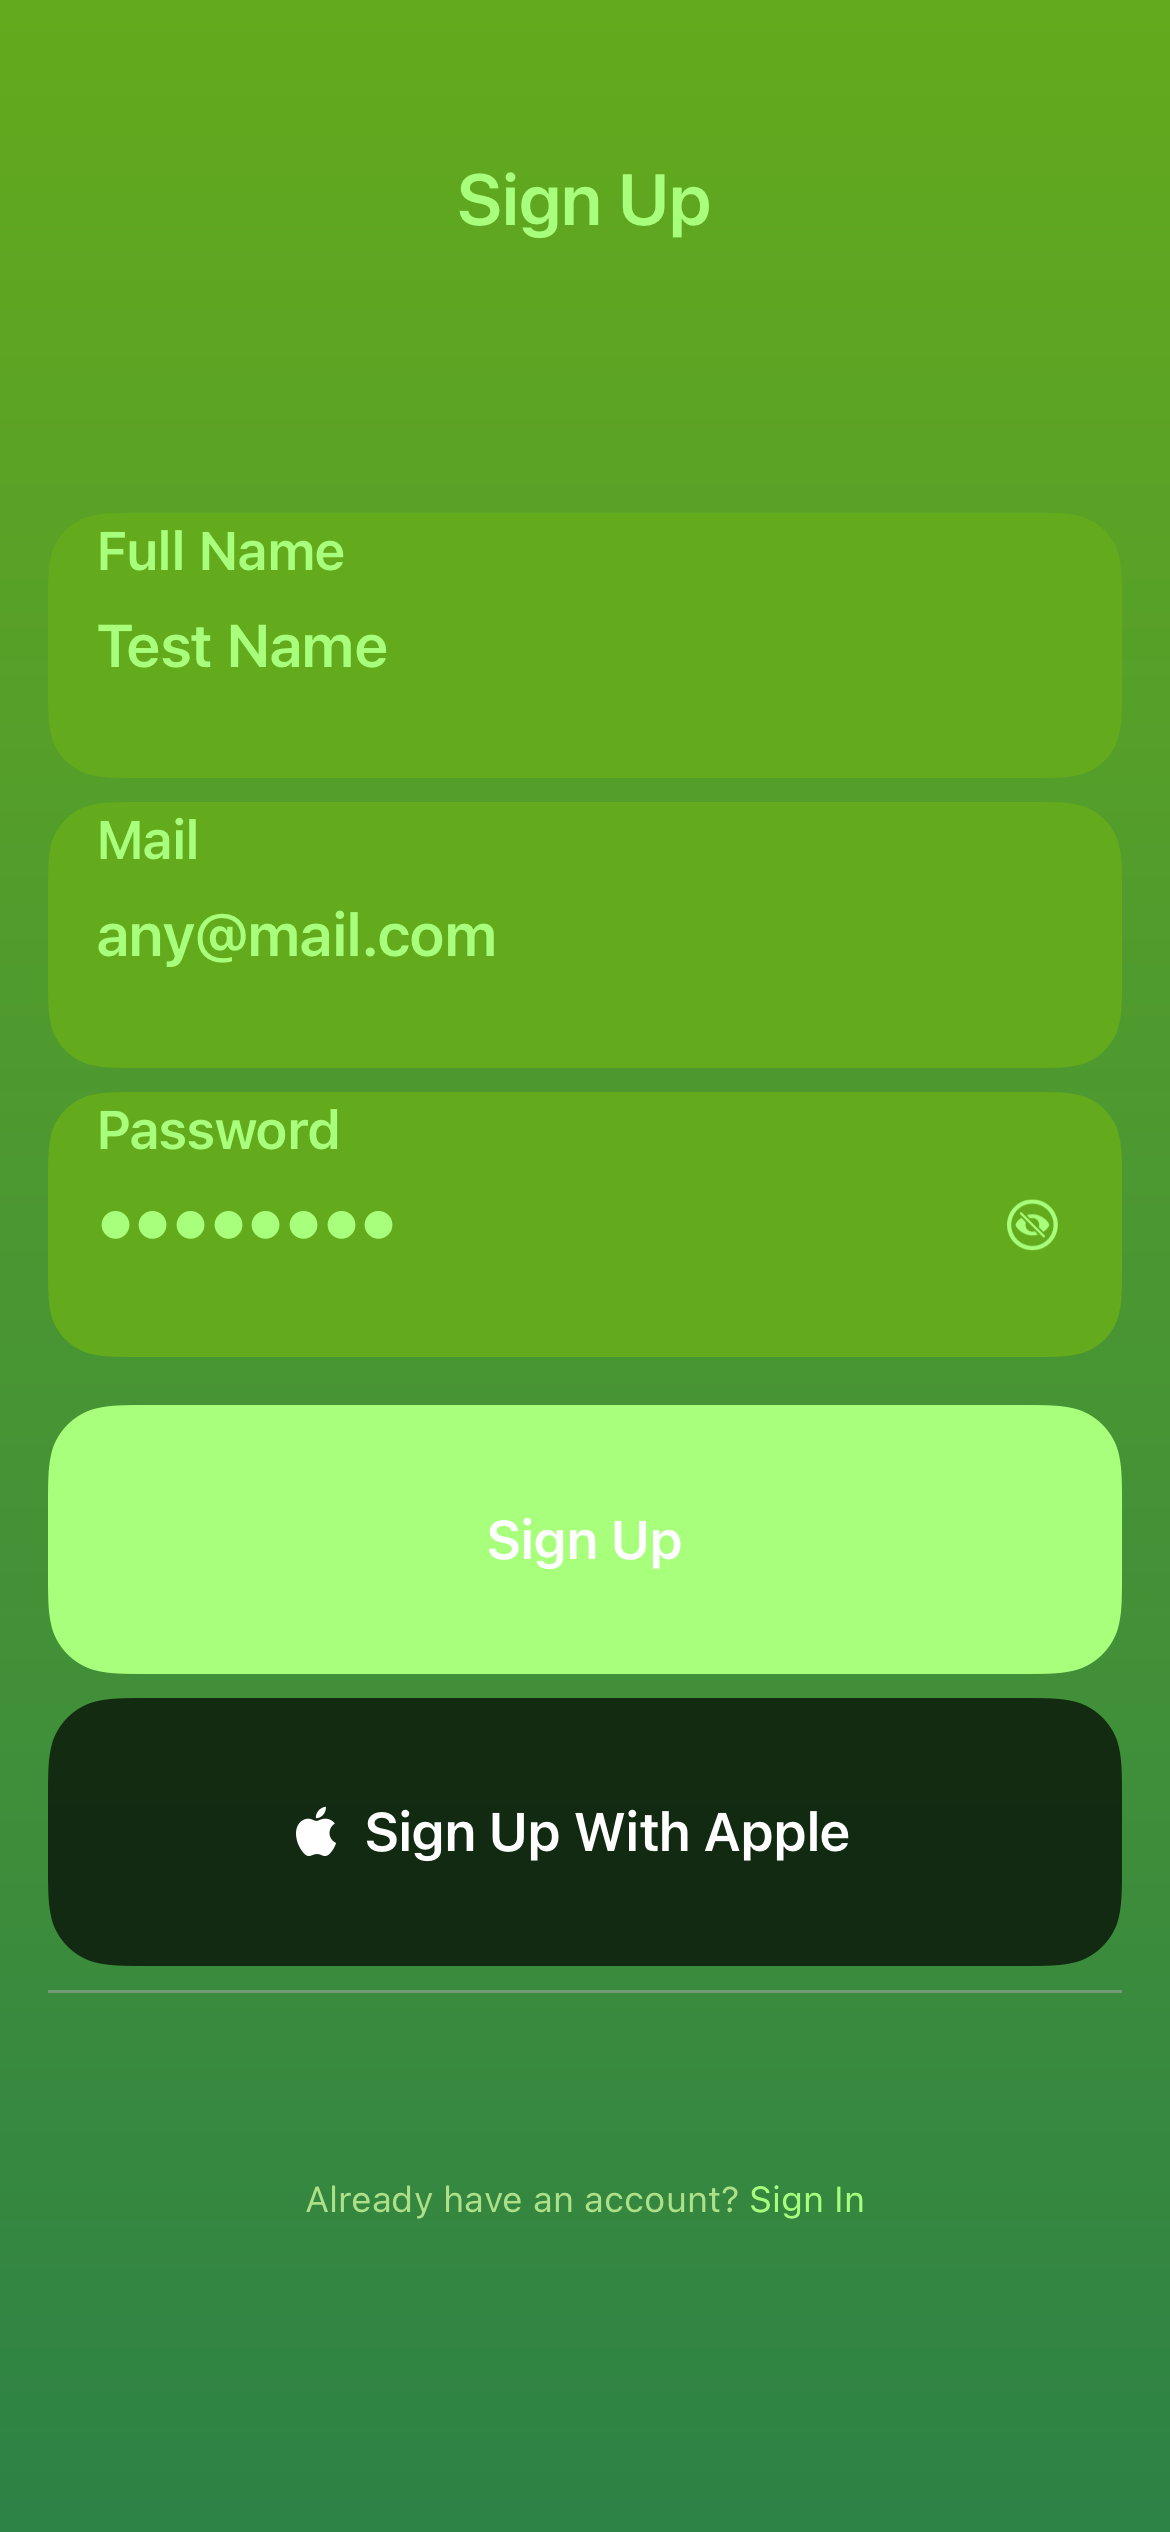 Sign Up
Full Name
Test Name
Mail
any@mail.com
Password
Sign Up
Sign Up With Apple
Already have an account? Sign In